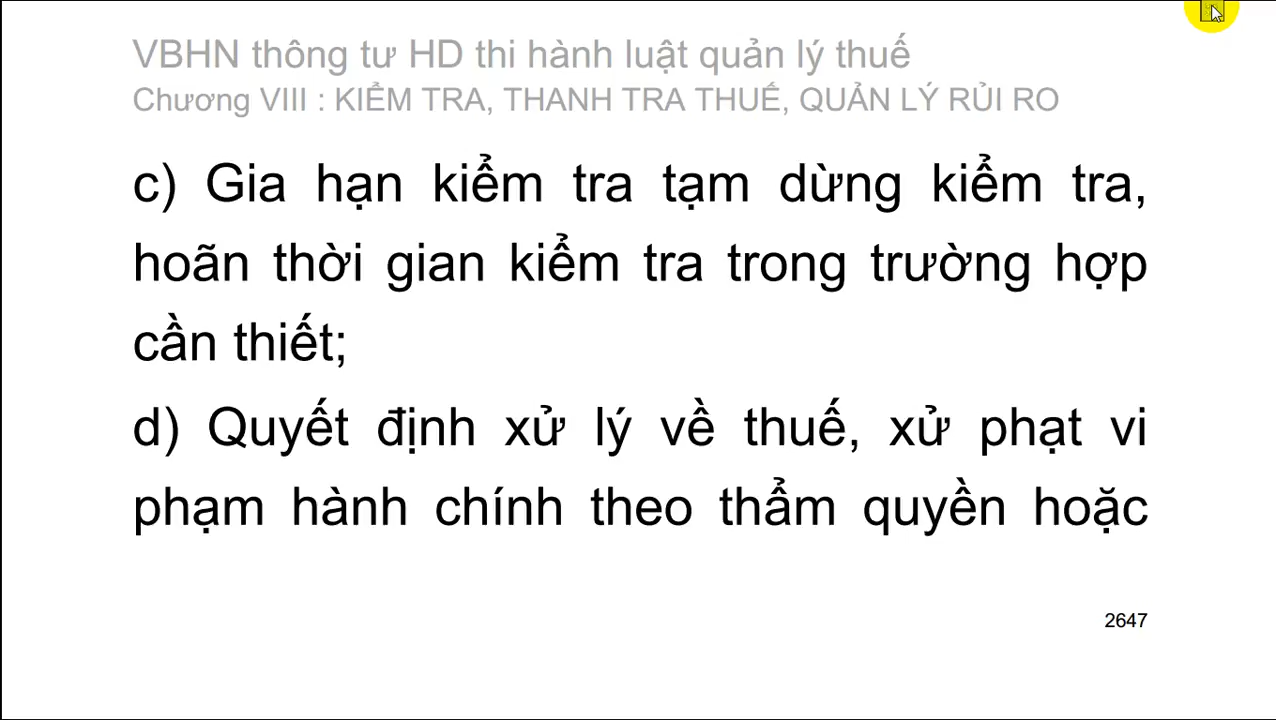 VBHN thông tư HD thi hành luật quản lý thuế
Chương VIII : KIỂM TRA, THANH TRA THUẾ, QUẢN LÝ RỦI RO
c) Gia hạn kiểm tra tạm dừng kiểm tra,
hoãn thời gian kiểm tra trong trường hợp
cần thiết;
d) Quyết định xử lý về thuế, xử phạt vi
phạm hành chính theo thẩm quyền hoặc
2647